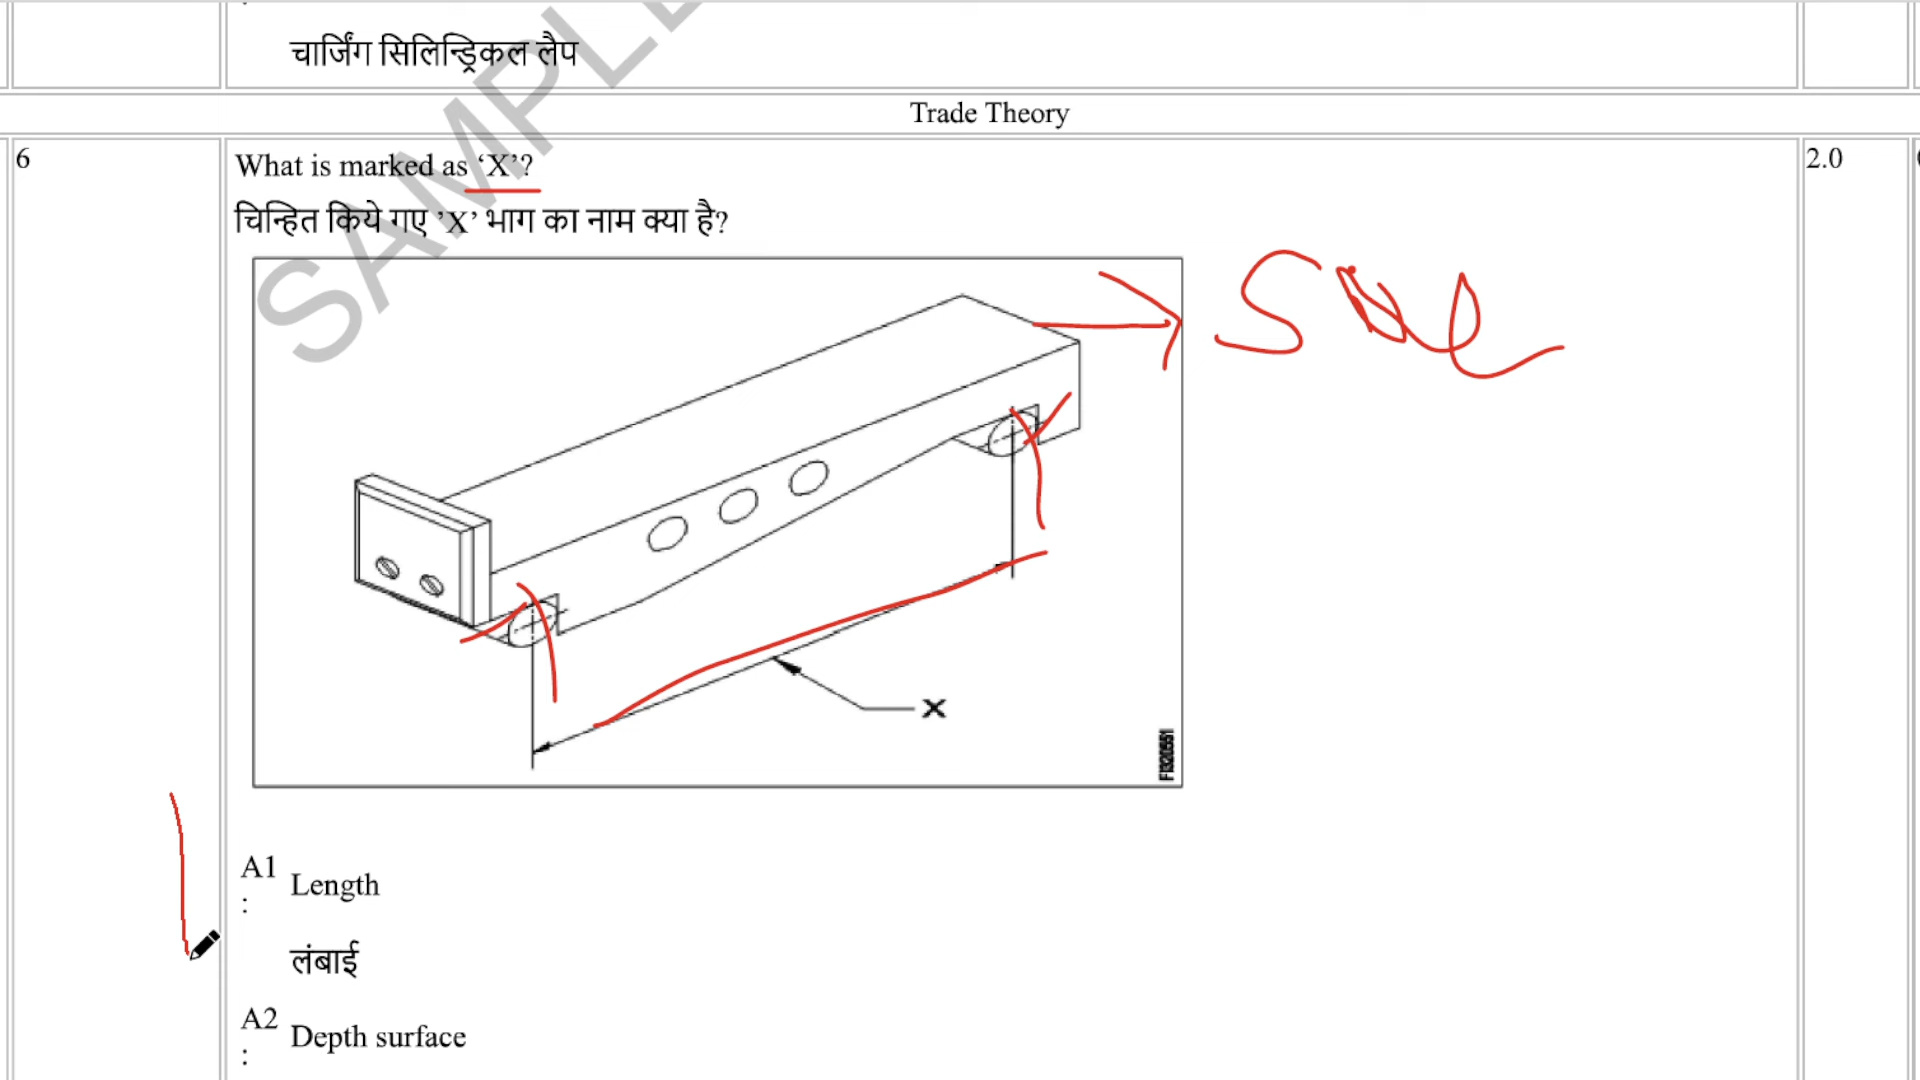 चार्जिंग सिलिन्ड्रिकल लैप
Trade Theory
6
What is marked as ‘X’?
2.0
चिन्हित किये गए ’X’ भाग का नाम क्या है?
SAMPLE
X
A1
:
Length
लंबाई
A2
:
Depth surface